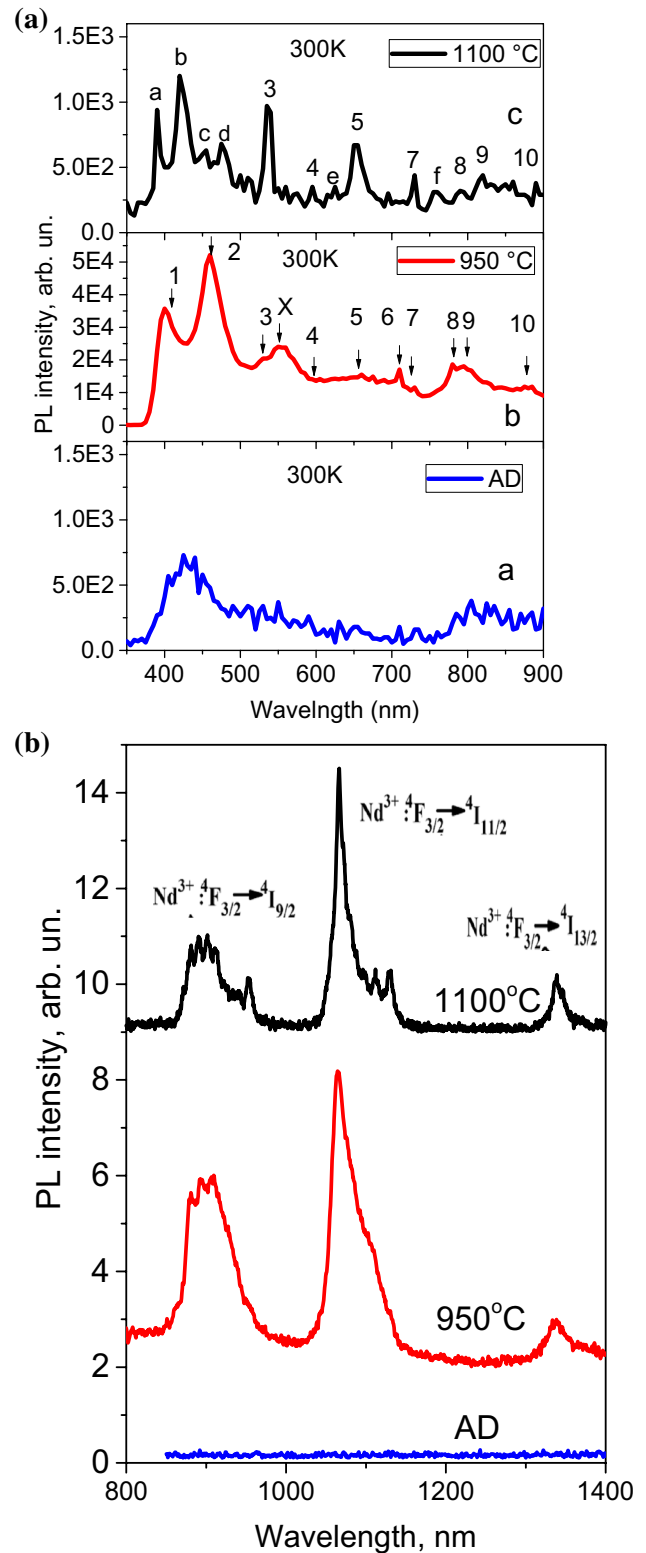 (a)
1.5E3
1.0E3
5.0E2
0.0
300K
1100 °C
a b c d 3 4 e 5 7 f 8 9 10
c
5E4
4E4
3E4
2E4
1E4
0
300K
950 °C
1 2 3 X 4 5 6 7 8 9 10
b
1.5E3
1.0E3
5.0E2
0.0
300K
AD
a
PL intensity, arb. un.
400 500 600 700 800 900
Wavelngth (nm)
(b)
14
12
10
8
6
4
2
0
PL intensity, arb. un.
Nd3+ :4F3/2→4I11/2
Nd3+ :4F3/2→4I9/2
Nd3+ :4F3/2→4I13/2
1100°C
950°C
AD
800 1000 1200 1400
Wavelength, nm